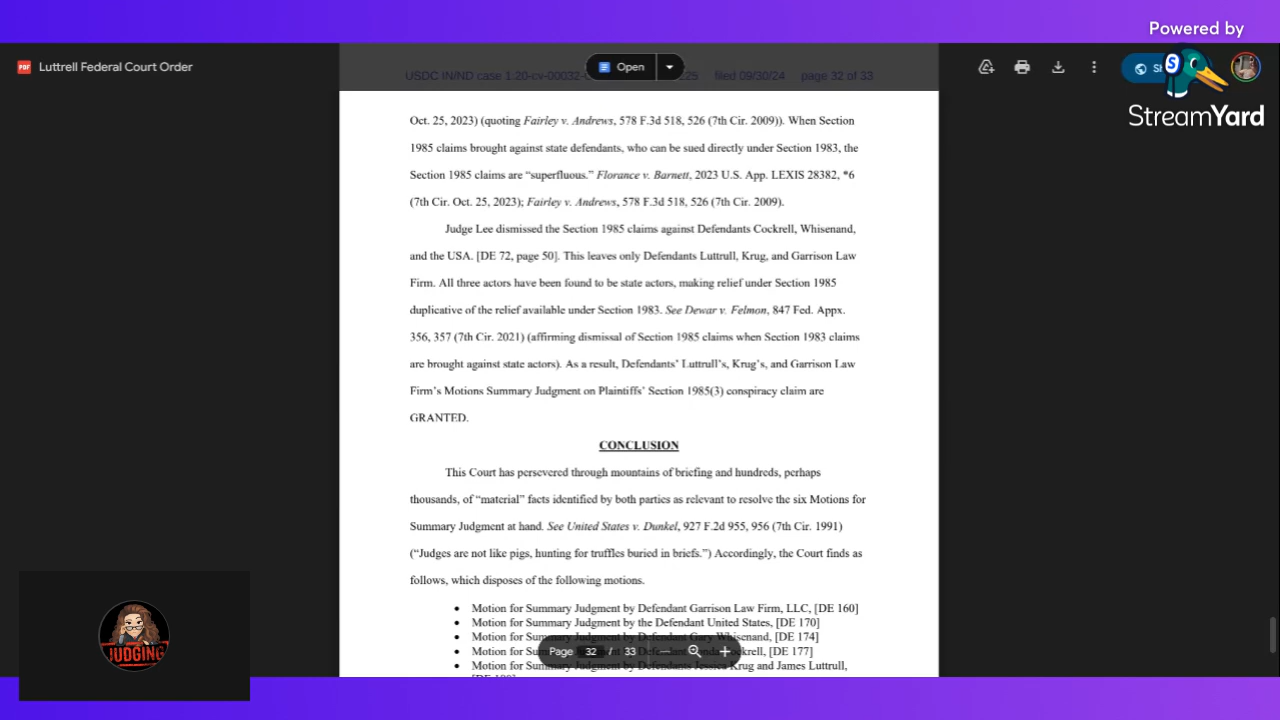 Powered by
StreamYard
Luttrell Federal Court Order
Open
USDC IN/ND case 1:20-cv-00032- filed 09/30/24 page 32 of 33
Oct. 25, 2023) (quoting Fairley v. Andrews, 578 F.3d 518, 526 (7th Cir. 2009)). When Section
1985 claims brought against state defendants, who can be sued directly under Section 1983, the
Section 1985 claims are “superfluous.” Florance v. Barnett, 2023 U.S. App. LEXIS 28382, *6
(7th Cir. Oct. 25, 2023); Fairley v. Andrews, 578 F.3d 518, 526 (7th Cir. 2009).
Judge Lee dismissed the Section 1985 claims against Defendants Cockrell, Whisenand,
and the USA. [DE 72, page 50]. This leaves only Defendants Luttrull, Krug, and Garrison Law
Firm. All three actors have been found to be state actors, making relief under Section 1985
duplicative of the relief available under Section 1983. See Dewar v. Felmon, 847 Fed. Appx.
356, 357 (7th Cir. 2021) (affirming dismissal of Section 1985 claims when Section 1983 claims
are brought against state actors). As a result, Defendants’ Luttrull’s, Krug’s, and Garrison Law
Firm’s Motions Summary Judgment on Plaintiffs’ Section 1985(3) conspiracy claim are
GRANTED.
CONCLUSION
This Court has persevered through mountains of briefing and hundreds, perhaps
thousands, of “material” facts identified by both parties as relevant to resolve the six Motions for
Summary Judgment at hand. See United States v. Dunkel, 927 F.2d 955, 956 (7th Cir. 1991)
(“Judges are not like pigs, hunting for truffles buried in briefs.”) Accordingly, the Court finds as
follows, which disposes of the following motions.
• Motion for Summary Judgment by Defendant Garrison Law Firm, LLC, [DE 160]
• Motion for Summary Judgment by the Defendant United States, [DE 170]
• Motion for Summary Judgment by Defendant Gary Whisenand, [DE 174]
• Motion for Summary Judgment by Defendant Cockrell, [DE 177]
• Motion for Summary Judgment by Defendants Jessica Krug and James Luttrull,
Page 32 / 33
JUDGING